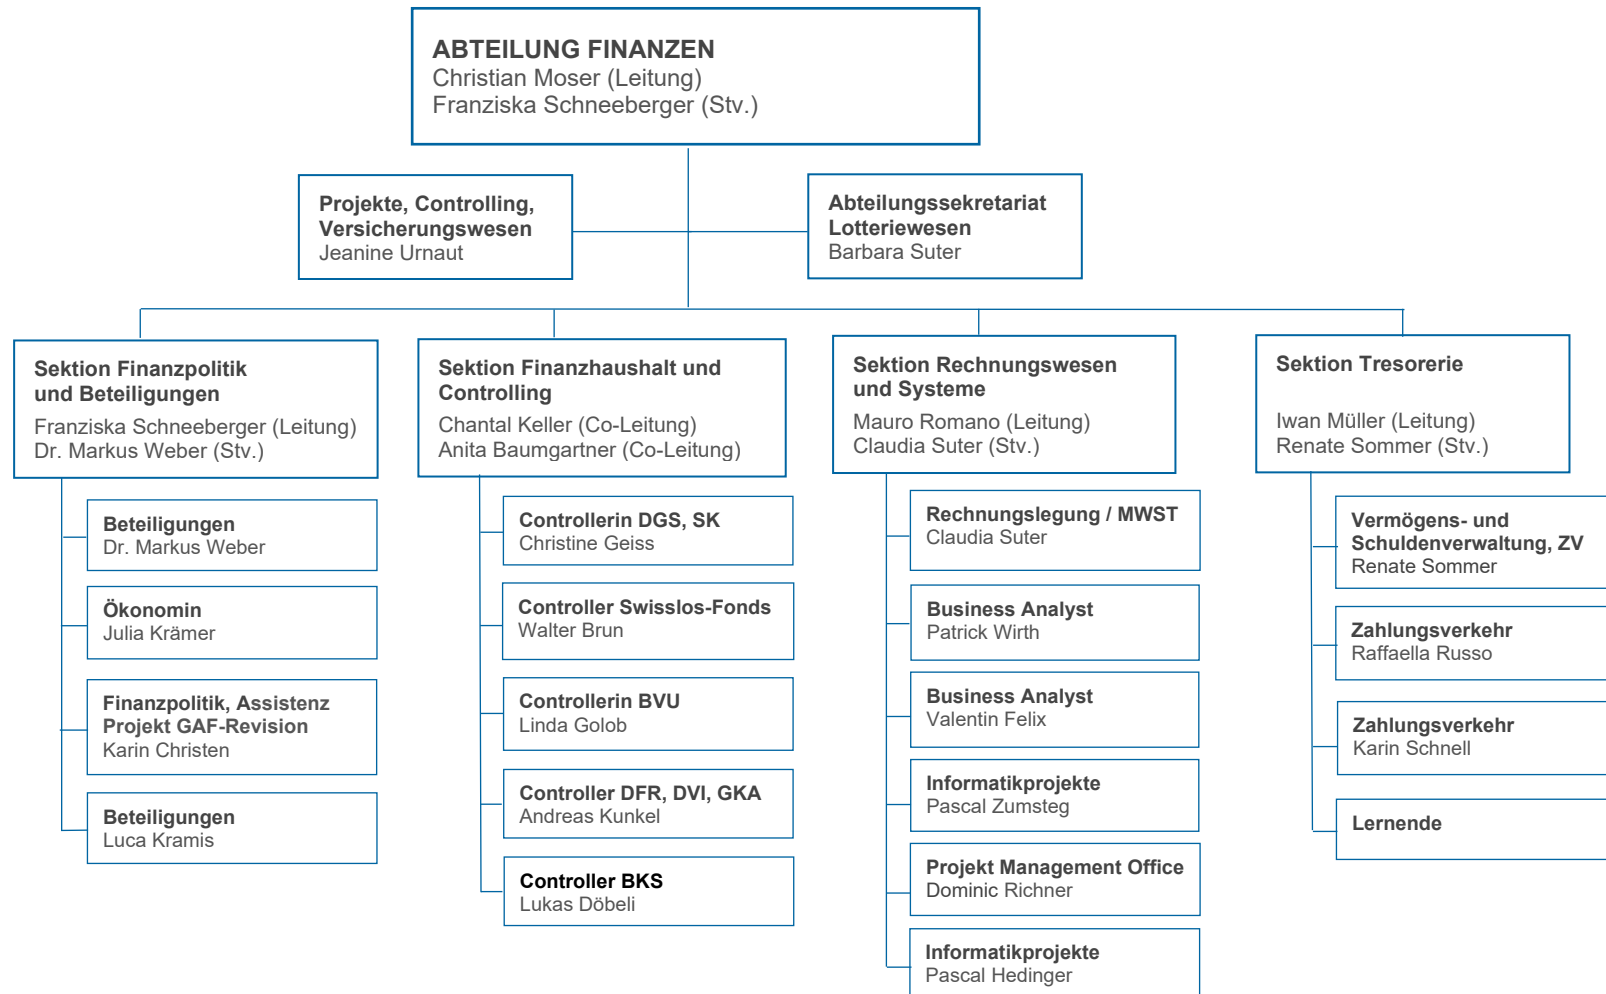 ABTEILUNG FINANZEN
Christian Moser (Leitung)
Franziska Schneeberger (Stv.)
Projekte, Controlling,
Versicherungswesen
Jeanine Urnaut
Abteilungssekretariat
Lotteriewesen
Barbara Suter
Sektion Finanzpolitik
und Beteiligungen
Franziska Schneeberger (Leitung)
Dr. Markus Weber (Stv.)
Beteiligungen
Dr. Markus Weber
Ökonomin
Julia Krämer
Finanzpolitik, Assistenz
Projekt GAF-Revision
Karin Christen
Beteiligungen
Luca Kramis
Sektion Finanzhaushalt und
Controlling
Chantal Keller (Co-Leitung)
Anita Baumgartner (Co-Leitung)
Controllerin DGS, SK
Christine Geiss
Controller Swisslos-Fonds
Walter Brun
Controllerin BVU
Linda Golob
Controller DFR, DVI, GKA
Andreas Kunkel
Controller BKS
Lukas Döbeli
Sektion Rechnungswesen
und Systeme
Mauro Romano (Leitung)
Claudia Suter (Stv.)
Rechnungslegung / MWST
Claudia Suter
Business Analyst
Patrick Wirth
Business Analyst
Valentin Felix
Informatikprojekte
Pascal Zumsteg
Projekt Management Office
Dominic Richner
Informatikprojekte
Pascal Hedinger
Sektion Tresorerie
Iwan Müller (Leitung)
Renate Sommer (Stv.)
Vermögens- und
Schuldenverwaltung, ZV
Renate Sommer
Zahlungsverkehr
Raffaella Russo
Zahlungsverkehr
Karin Schnell
Lernende